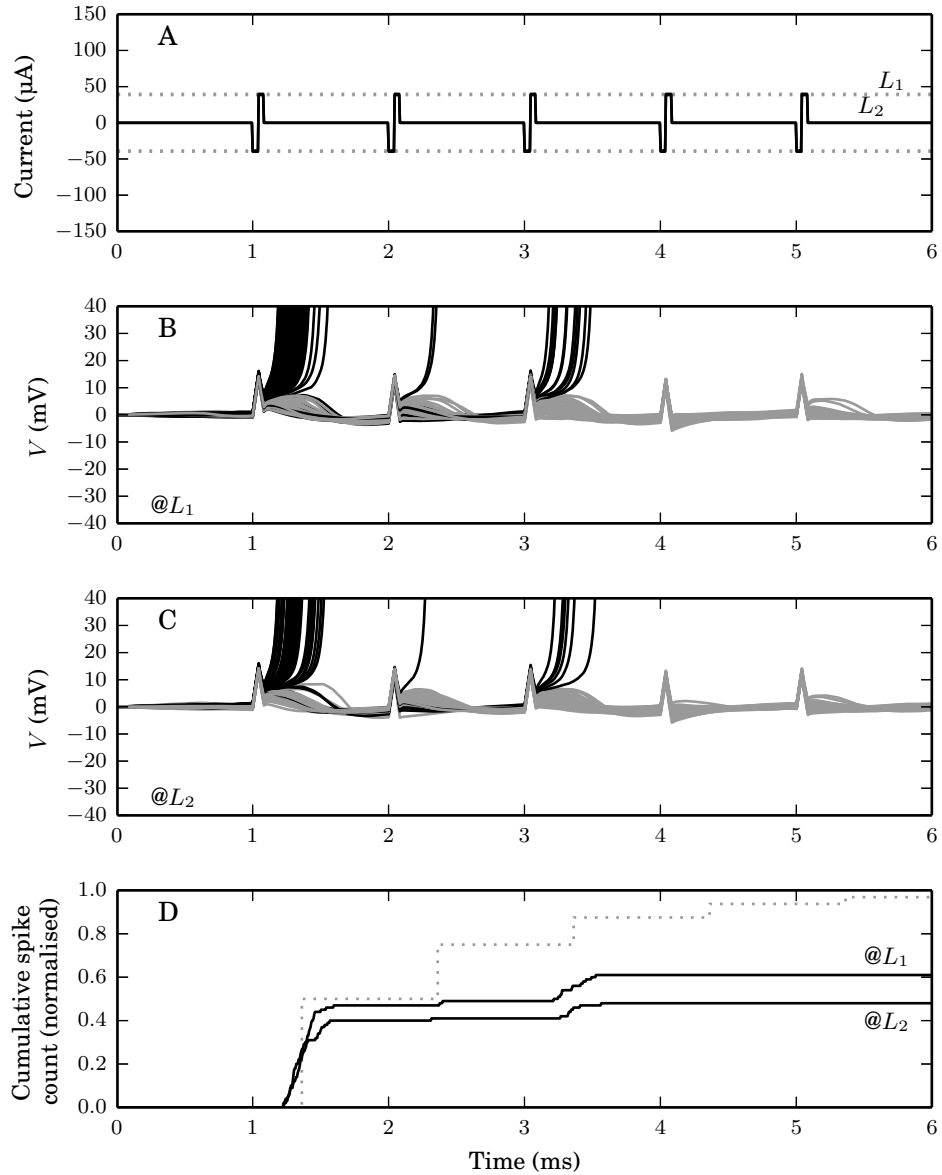 A
Current (µA)
150
100
50
0
−50
−100
−150
L₁
L₂
0 1 2 3 4 5 6
B
V (mV)
40
30
20
10
0
−10
−20
−30
−40
@L₁
0 1 2 3 4 5 6
C
V (mV)
40
30
20
10
0
−10
−20
−30
−40
@L₂
0 1 2 3 4 5 6
D
Cumulative spike
count (normalised)
1.0
0.8
0.6
0.4
0.2
0.0
@L₁
@L₂
0 1 2 3 4 5 6
Time (ms)